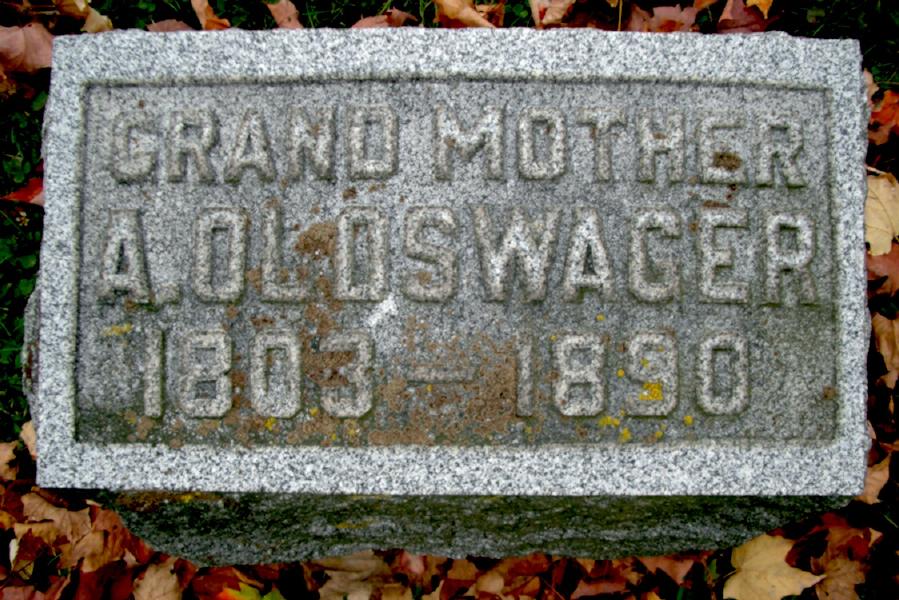 GRAND MOTHER
A. OLDSWAGER
1803 — 1890